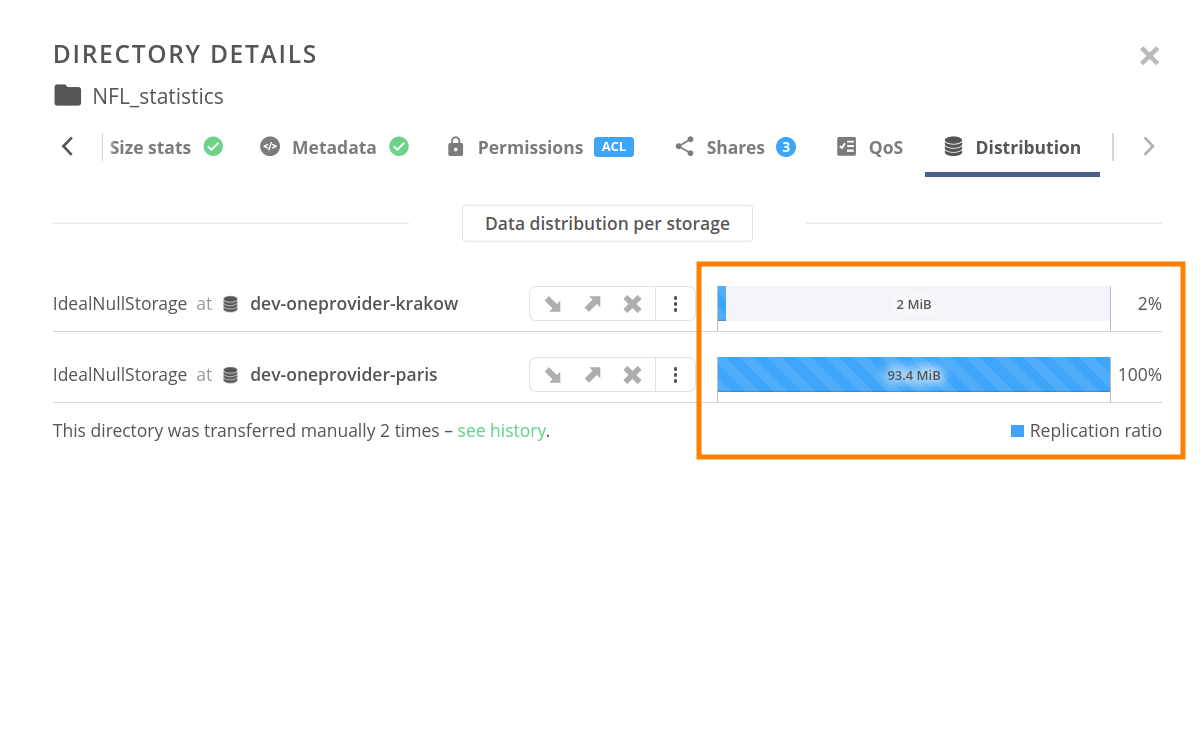 DIRECTORY DETAILS
NFL_statistics
Size stats Metadata Permissions ACL Shares 3 QoS Distribution
Data distribution per storage
IdealNullStorage at dev-oneprovider-krakow 2 MiB 2%
IdealNullStorage at dev-oneprovider-paris 93.4 MiB 100%
This directory was transferred manually 2 times – see history. Replication ratio